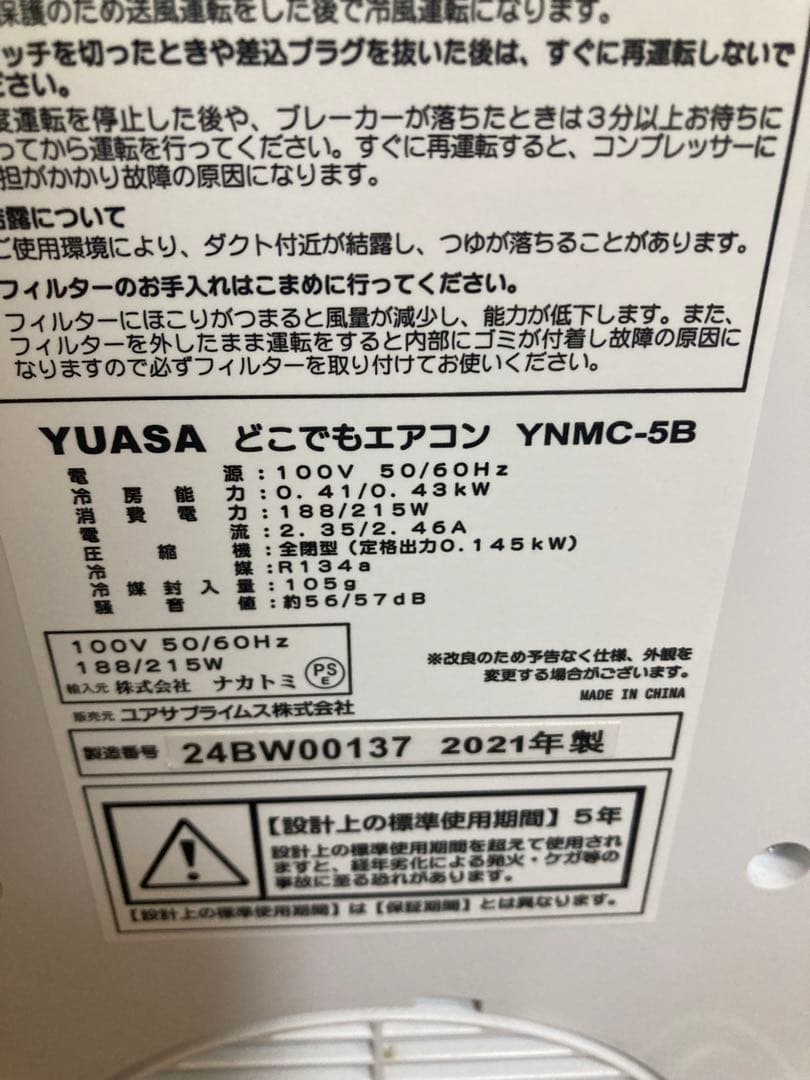 保護のため送風運転をした後で冷風運転になります。
ッチを切ったときや差込プラグを抜いた後は、すぐに再運転しないで
ださい。
度運転を停止した後や、ブレーカーが落ちたときは3分以上お待ちに
ってから運転を行ってください。すぐに再運転すると、コンプレッサーに
担がかかり故障の原因になります。
結露について
ご使用環境により、ダクト付近が結露し、つゆが落ちることがあります。
フィルターのお手入れはこまめに行ってください。
フィルターにほこりがつまると風量が減少し、能力が低下します。また、
フィルターを外したまま運転をすると内部にゴミが付着し故障の原因に
なりますので必ずフィルターを取り付けてお使いください。
YUASA どこでもエアコン YNMC-5B
電源:100V 50/60Hz
冷房能力:0.41/0.43kW
消費電力:188/215W
電流:2.35/2.46A
圧縮機:全閉型(定格出力0.145kW)
冷媒:R134a
冷媒封入量:105g
騒音値:約56/57dB
100V 50/60Hz
188/215W
輸入元 株式会社 ナカトミ
PS
E
※改良のため予告なく仕様、外観を
変更する場合がございます。
MADE IN CHINA
販売元 ユアサプライムス株式会社
製造番号 24BW00137 2021年製
【設計上の標準使用期間】5年
設計上の標準使用期間を超えて使用され
ますと、経年劣化による発火・ケガ等の
事故に至る恐れがあります。
【設計上の標準使用期間】は【保証期間】とは異なります。